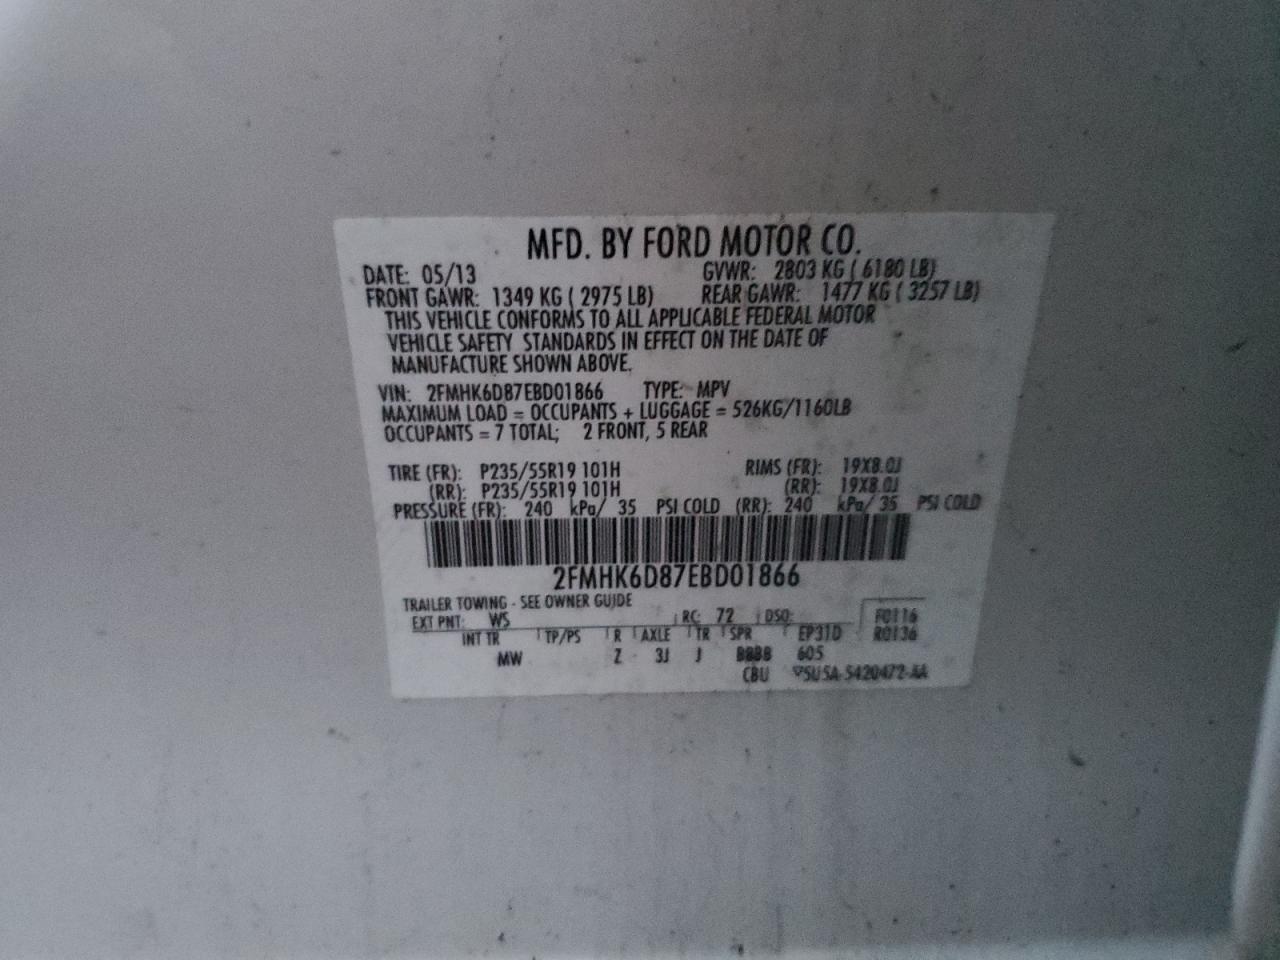 MFD. BY FORD MOTOR CO.
DATE: 05/13 GVWR: 2803 KG ( 6180 LB)
FRONT GAWR: 1349 KG ( 2975 LB) REAR GAWR: 1477 KG ( 3257 LB)
THIS VEHICLE CONFORMS TO ALL APPLICABLE FEDERAL MOTOR
VEHICLE SAFETY STANDARDS IN EFFECT ON THE DATE OF
MANUFACTURE SHOWN ABOVE.
VIN: 2FMHK6D87EBD01866 TYPE: MPV
MAXIMUM LOAD = OCCUPANTS + LUGGAGE = 526KG/1160LB
OCCUPANTS = 7 TOTAL; 2 FRONT, 5 REAR
TIRE (FR): P235/55R19 101H RIMS (FR): 19X8.0J
(RR): P235/55R19 101H (RR): 19X8.0J
PRESSURE (FR): 240 kPa/ 35 PSI COLD (RR): 240 kPa/ 35 PSI COLD
2FMHK6D87EBD01866
TRAILER TOWING - SEE OWNER GUIDE
EXT PNT: WS RC: 72 DSO: F0116
INT TR TP/PS R AXLE TR SPR EP31D R0136
MW Z 3J J BBBB 605
CBU